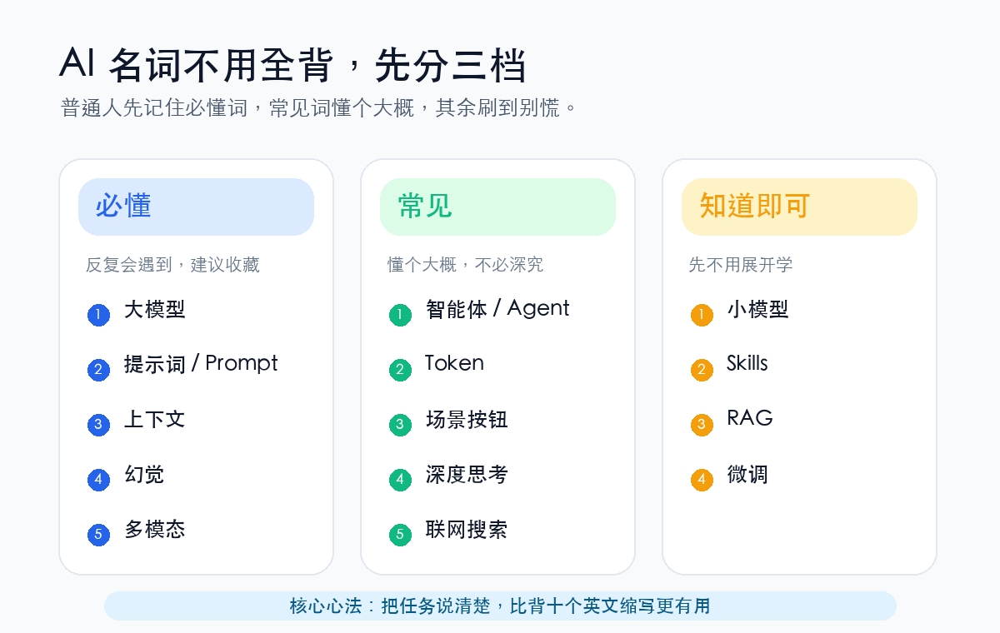 AI 名词不用全背，先分三档
普通人先记住必懂词，常见词懂个大概，其余刷到别慌。
必懂
反复会遇到，建议收藏
1 大模型
2 提示词 / Prompt
3 上下文
4 幻觉
5 多模态
常见
懂个大概，不必深究
1 智能体 / Agent
2 Token
3 场景按钮
4 深度思考
5 联网搜索
知道即可
先不用展开学
1 小模型
2 Skills
3 RAG
4 微调
核心心法：把任务说清楚，比背十个英文缩写更有用